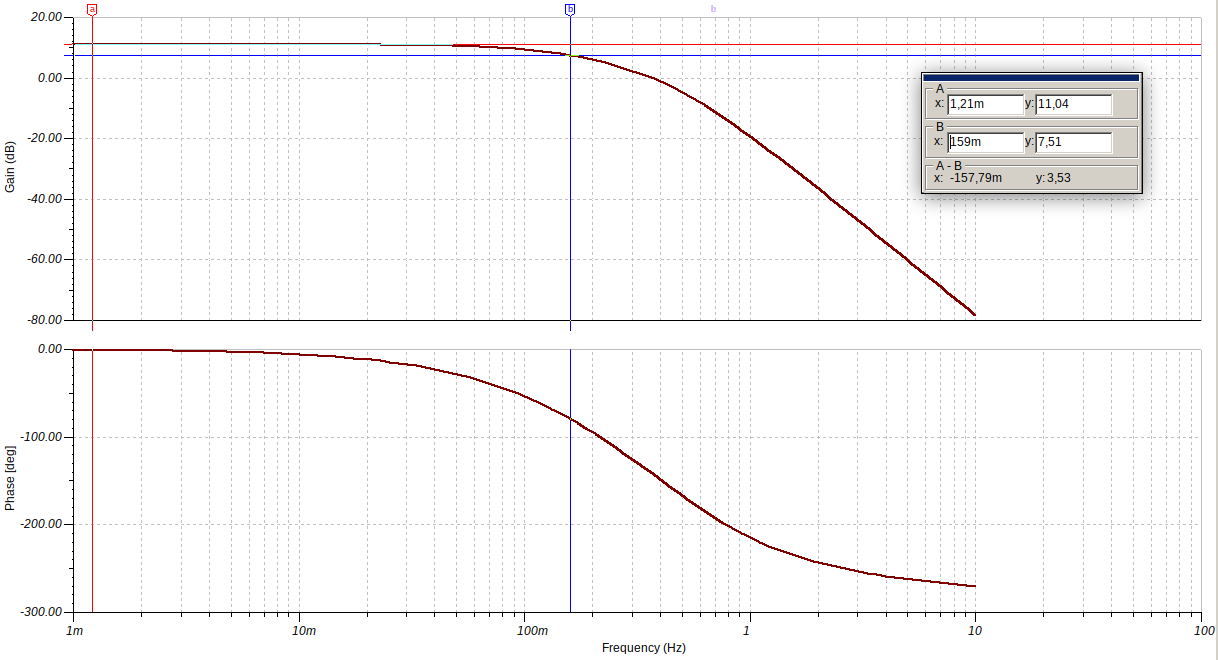 a
b
b
20.00
0.00
-20.00
-40.00
-60.00
-80.00
Gain (dB)
A
x: 1,21m y: 11,04
B
x: 159m y: 7,51
A - B
x: -157,79m y: 3,53
0.00
-100.00
-200.00
-300.00
Phase [deg]
1m 10m 100m 1 10 100
Frequency (Hz)